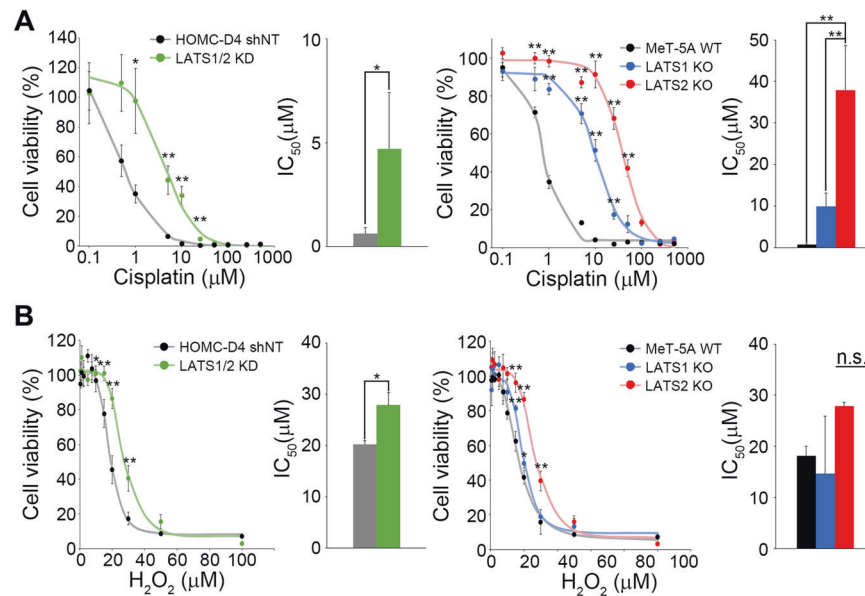 A
Cell viability (%)
140
120
100
80
60
40
20
0
HOMC-D4 shNT
LATS1/2 KD
*
**
**
**
0.1 1 10 100 1000
Cisplatin (μM)
IC50(μM)
10
5
0
*
Cell viability (%)
120
100
80
60
40
20
0
MeT-5A WT
LATS1 KO
LATS2 KO
** ** **
** **
**
**
**
**
**
0.1 1 10 100 1000
Cisplatin (μM)
IC50(μM)
50
40
30
20
10
0
**
**
B
Cell viability (%)
120
100
80
60
40
20
0
HOMC-D4 shNT
LATS1/2 KD
* **
**
**
0 20 40 60 80 100
H2O2 (μM)
IC50(μM)
40
30
20
10
0
*
Cell viability (%)
120
100
80
60
40
20
0
MeT-5A WT
LATS1 KO
LATS2 KO
**
**
**
*
**
0 20 40 60 80 100
H2O2 (μM)
IC50(μM)
40
30
20
10
0
n.s.